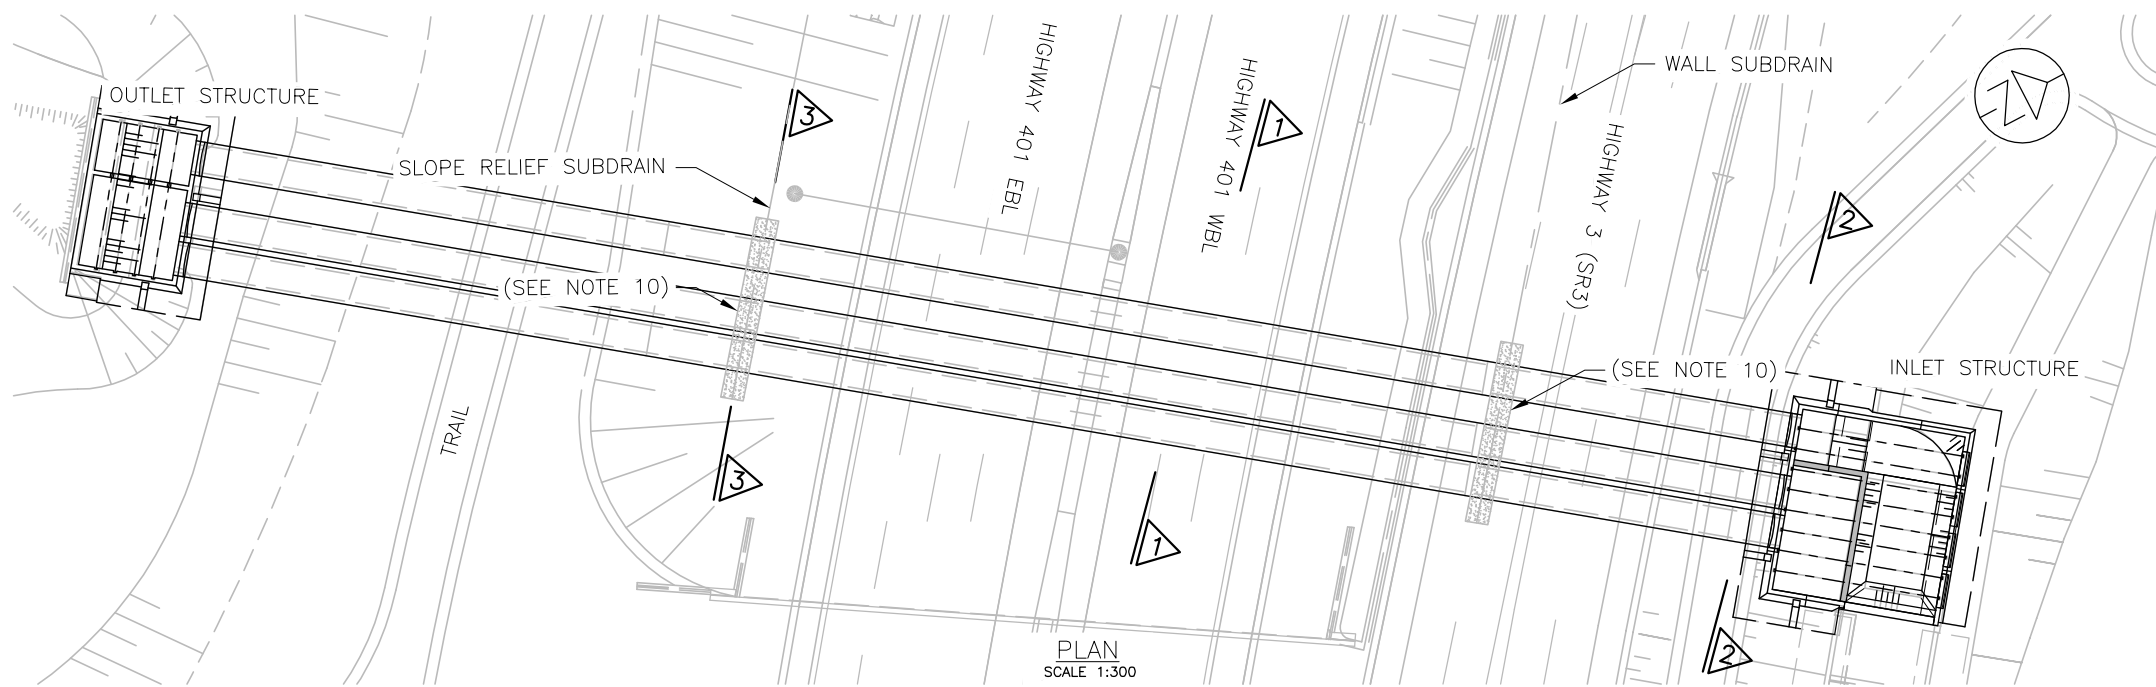 OUTLET STRUCTURE
SLOPE RELIEF SUBDRAIN
(SEE NOTE 10)
TRAIL
3
3
HIGHWAY 401 EBL
HIGHWAY 401 WBL
1
1
WALL SUBDRAIN
HIGHWAY 3 (SR3)
(SEE NOTE 10)
2
2
INLET STRUCTURE
N
PLAN
SCALE 1:300